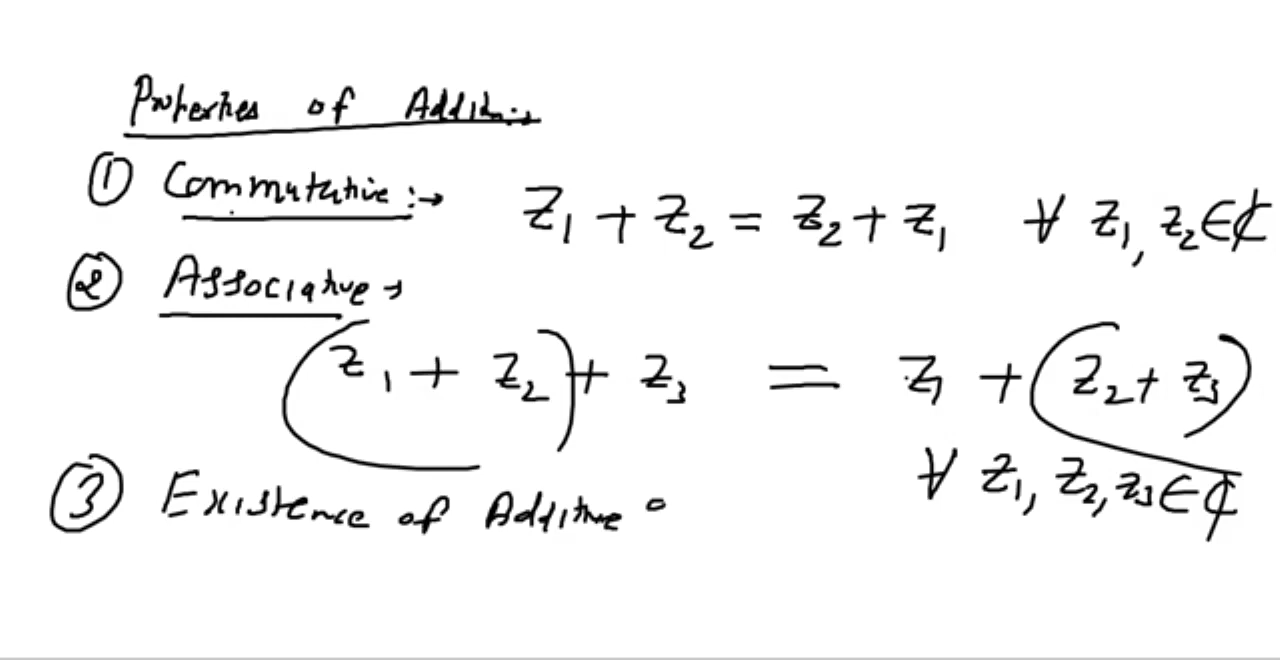 Properties of Addition:
① Commutative :→ Z₁ + Z₂ = Z₂ + Z₁ ∀ Z₁, Z₂ ∈ ℂ
② Associative →
(Z₁ + Z₂) + Z₃ = Z₁ + (Z₂ + Z₃)
∀ Z₁, Z₂, Z₃ ∈ ℂ
③ Existence of Additive